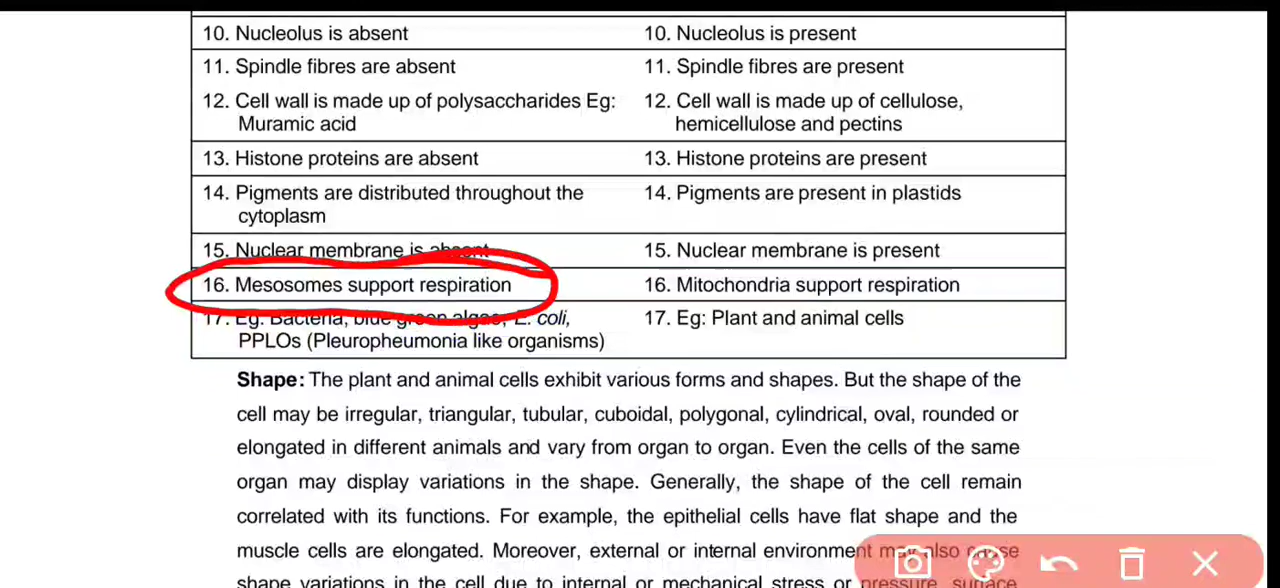 10. Nucleolus is absent
10. Nucleolus is present
11. Spindle fibres are absent
11. Spindle fibres are present
12. Cell wall is made up of polysaccharides Eg:
Muramic acid
12. Cell wall is made up of cellulose,
hemicellulose and pectins
13. Histone proteins are absent
13. Histone proteins are present
14. Pigments are distributed throughout the
cytoplasm
14. Pigments are present in plastids
15. Nuclear membrane is absent
15. Nuclear membrane is present
16. Mesosomes support respiration
16. Mitochondria support respiration
17. Eg: Bacteria, blue green algae, E. coli,
PPLOs (Pleuropheumonia like organisms)
17. Eg: Plant and animal cells
Shape: The plant and animal cells exhibit various forms and shapes. But the shape of the
cell may be irregular, triangular, tubular, cuboidal, polygonal, cylindrical, oval, rounded or
elongated in different animals and vary from organ to organ. Even the cells of the same
organ may display variations in the shape. Generally, the shape of the cell remain
correlated with its functions. For example, the epithelial cells have flat shape and the
muscle cells are elongated. Moreover, external or internal environment may also cause
shape variations in the cell due to internal or mechanical stress or pressure, surface